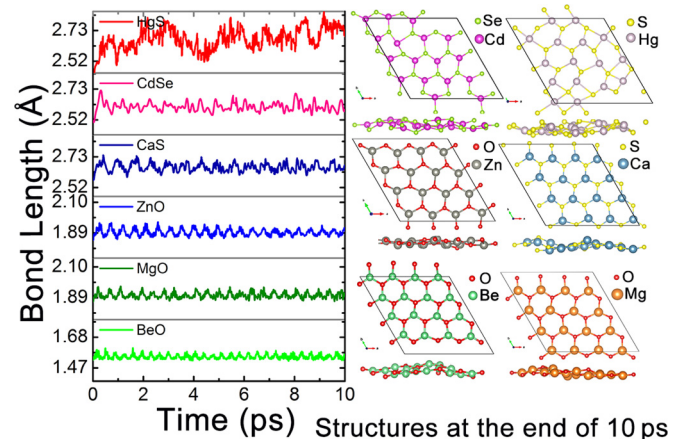 HgS
2.73
2.52
CdSe
2.73
2.52
CaS
2.73
2.52
2.10
ZnO
1.89
2.10
MgO
1.89
BeO
1.68
1.47
0 2 4 6 8 10
Bond Length (Å)
Time (ps)
Se
Cd
S
Hg
O
Zn
S
Ca
O
Be
O
Mg
Structures at the end of 10 ps